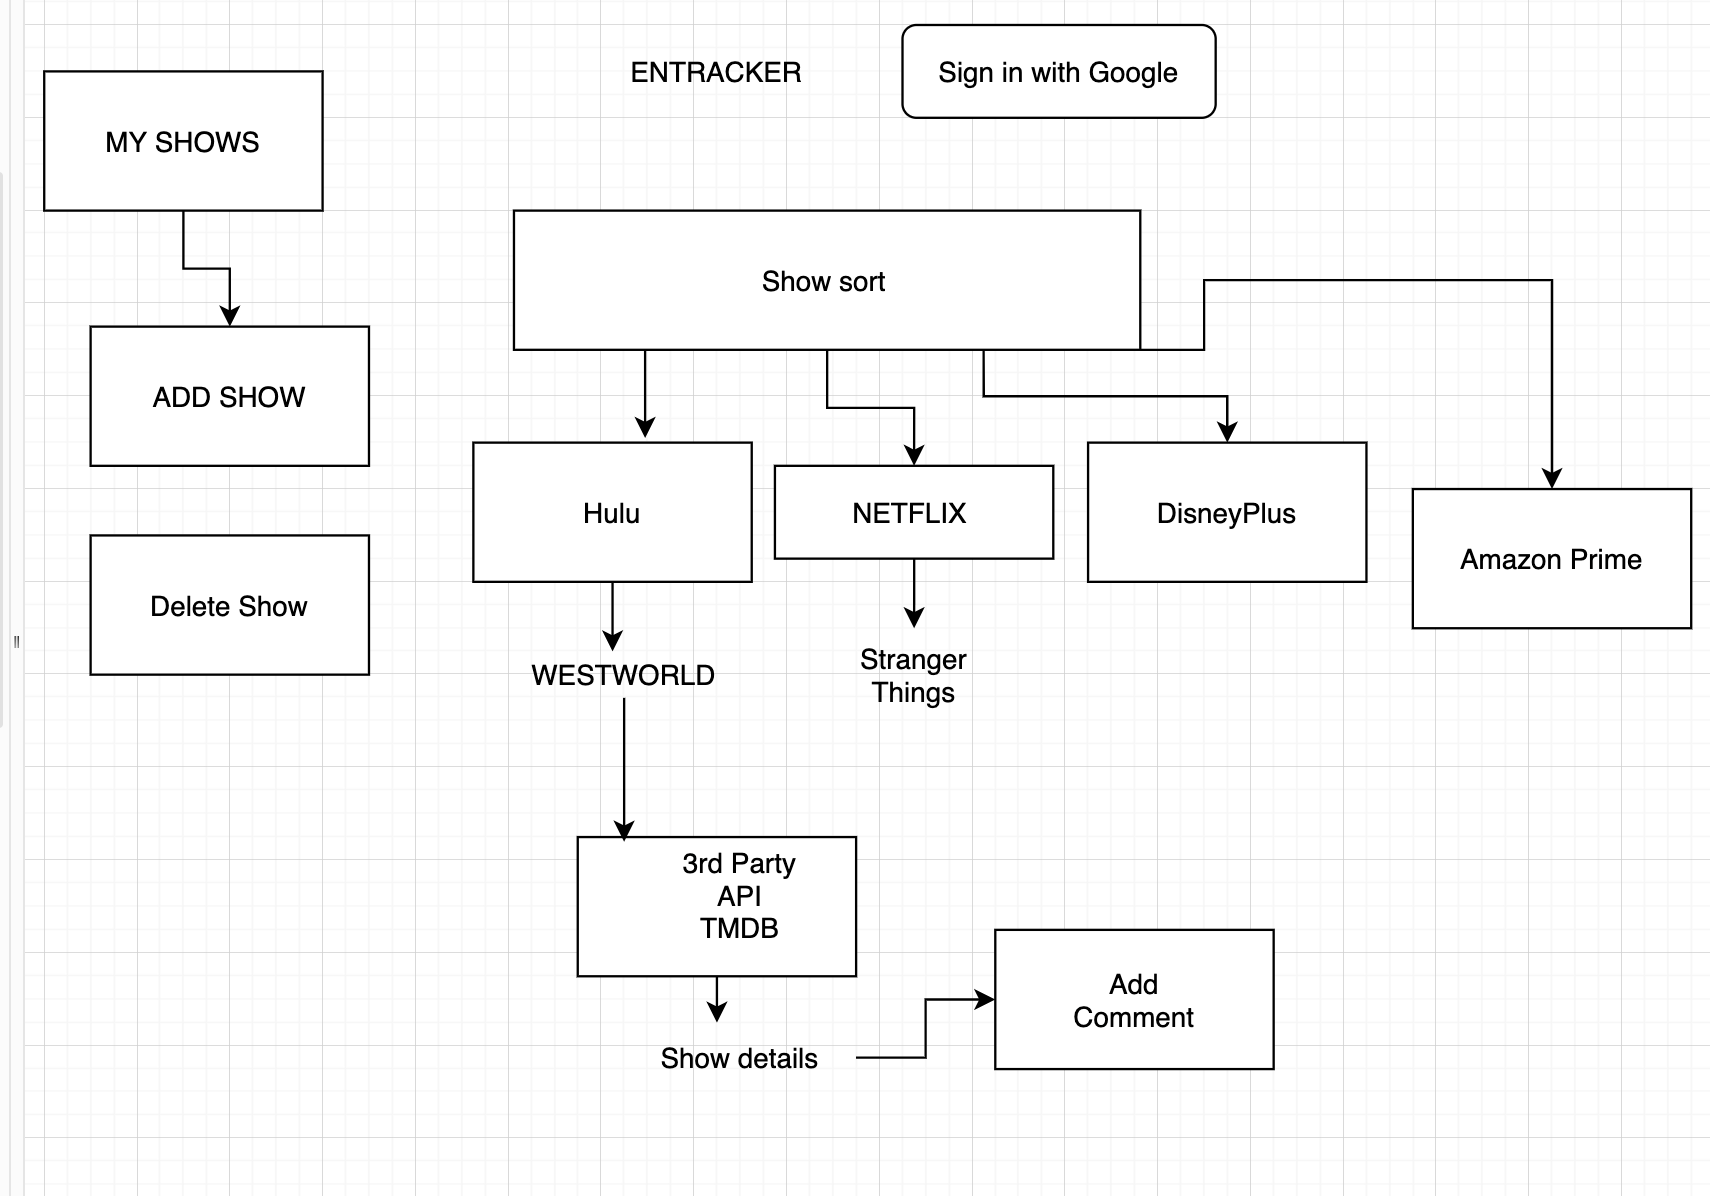 ENTRACKER
Sign in with Google
MY SHOWS
Show sort
ADD SHOW
Hulu
NETFLIX
DisneyPlus
Amazon Prime
Delete Show
WESTWORLD
Stranger
Things
3rd Party
API
TMDB
Add
Comment
Show details